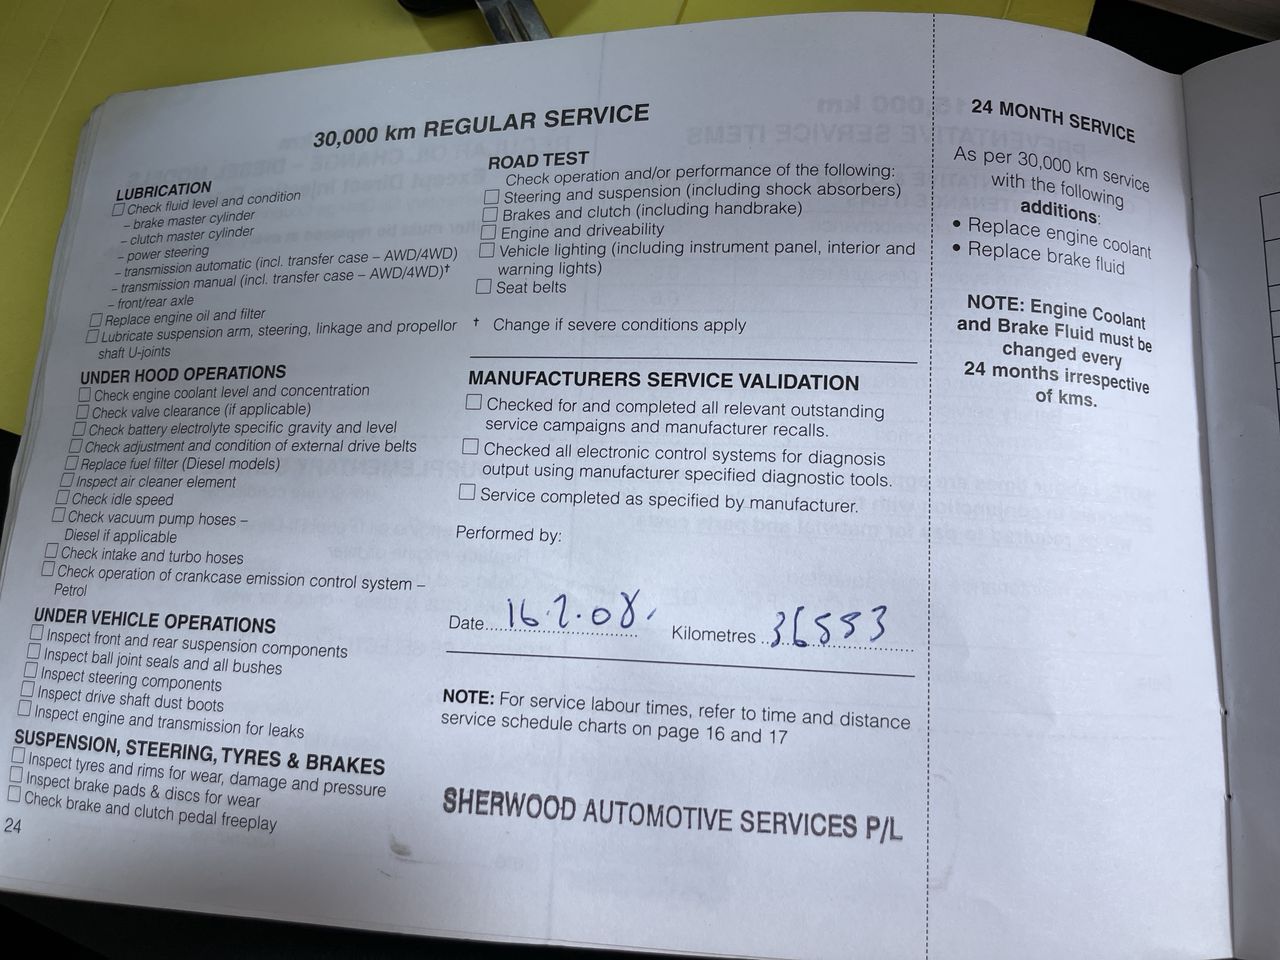 30,000 km REGULAR SERVICE
LUBRICATION
Check fluid level and condition
– brake master cylinder
– clutch master cylinder
– power steering
– transmission automatic (incl. transfer case – AWD/4WD)
– transmission manual (incl. transfer case – AWD/4WD)†
– front/rear axle
Replace engine oil and filter
Lubricate suspension arm, steering, linkage and propellor
shaft U-joints
UNDER HOOD OPERATIONS
Check engine coolant level and concentration
Check valve clearance (if applicable)
Check battery electrolyte specific gravity and level
Check adjustment and condition of external drive belts
Replace fuel filter (Diesel models)
Inspect air cleaner element
Check idle speed
Check vacuum pump hoses –
Diesel if applicable
Check intake and turbo hoses
Check operation of crankcase emission control system –
Petrol
UNDER VEHICLE OPERATIONS
Inspect front and rear suspension components
Inspect ball joint seals and all bushes
Inspect steering components
Inspect drive shaft dust boots
Inspect engine and transmission for leaks
SUSPENSION, STEERING, TYRES & BRAKES
Inspect tyres and rims for wear, damage and pressure
Inspect brake pads & discs for wear
Check brake and clutch pedal freeplay
24
ROAD TEST
Check operation and/or performance of the following:
Steering and suspension (including shock absorbers)
Brakes and clutch (including handbrake)
Engine and driveability
Vehicle lighting (including instrument panel, interior and
warning lights)
Seat belts
† Change if severe conditions apply
MANUFACTURERS SERVICE VALIDATION
Checked for and completed all relevant outstanding
service campaigns and manufacturer recalls.
Checked all electronic control systems for diagnosis
output using manufacturer specified diagnostic tools.
Service completed as specified by manufacturer.
Performed by:
Date 16.2.08. Kilometres 36553
NOTE: For service labour times, refer to time and distance
service schedule charts on page 16 and 17
SHERWOOD AUTOMOTIVE SERVICES P/L
24 MONTH SERVICE
As per 30,000 km service
with the following
additions:
• Replace engine coolant
• Replace brake fluid
NOTE: Engine Coolant
and Brake Fluid must be
changed every
24 months irrespective
of kms.